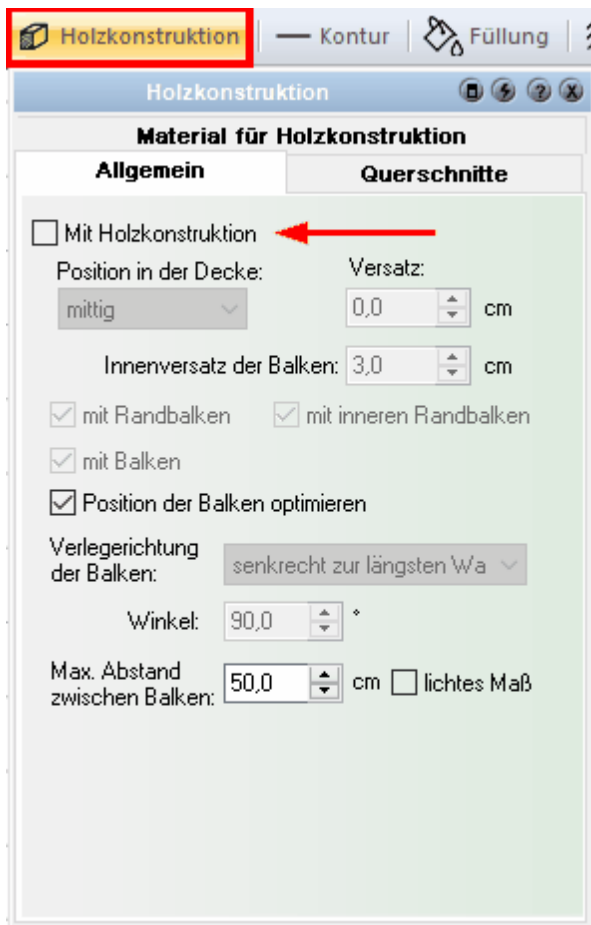 Holzkonstruktion Kontur Füllung
Holzkonstruktion
Material für Holzkonstruktion
Allgemein Querschnitte
Mit Holzkonstruktion
Position in der Decke: Versatz:
mittig 0,0 cm
Innenversatz der Balken: 3,0 cm
mit Randbalken mit inneren Randbalken
mit Balken
Position der Balken optimieren
Verlegerichtung
der Balken: senkrecht zur längsten Wa
Winkel: 90,0 °
Max. Abstand
zwischen Balken: 50,0 cm lichtes Maß